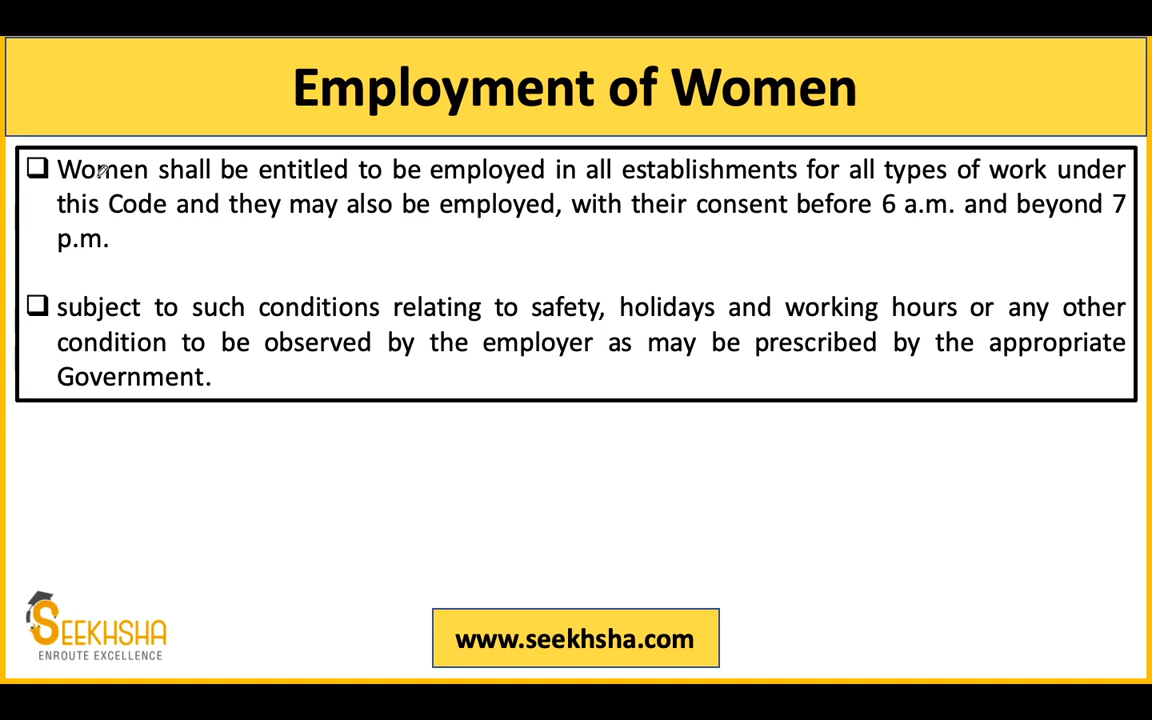 Employment of Women
Women shall be entitled to be employed in all establishments for all types of work under
this Code and they may also be employed, with their consent before 6 a.m. and beyond 7
p.m.
subject to such conditions relating to safety, holidays and working hours or any other
condition to be observed by the employer as may be prescribed by the appropriate
Government.
SEEKHSHA
ENROUTE EXCELLENCE
www.seekhsha.com